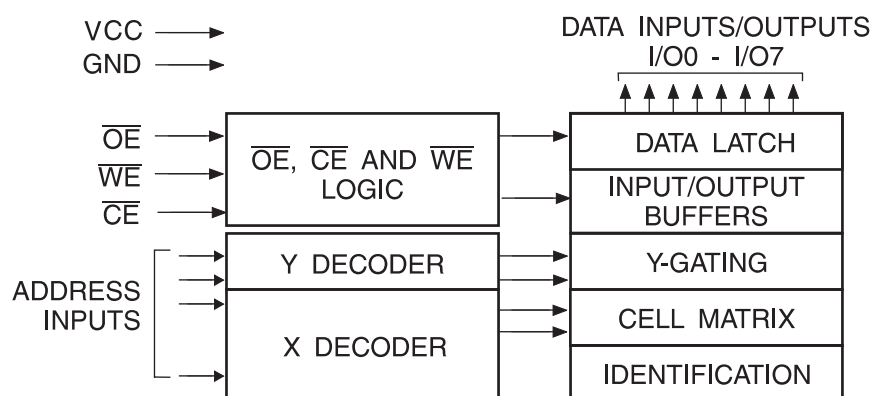 VCC
GND
DATA INPUTS/OUTPUTS
I/O0 - I/O7
OE
WE
CE
OE, CE AND WE
LOGIC
DATA LATCH
INPUT/OUTPUT
BUFFERS
ADDRESS
INPUTS
Y DECODER
X DECODER
Y-GATING
CELL MATRIX
IDENTIFICATION